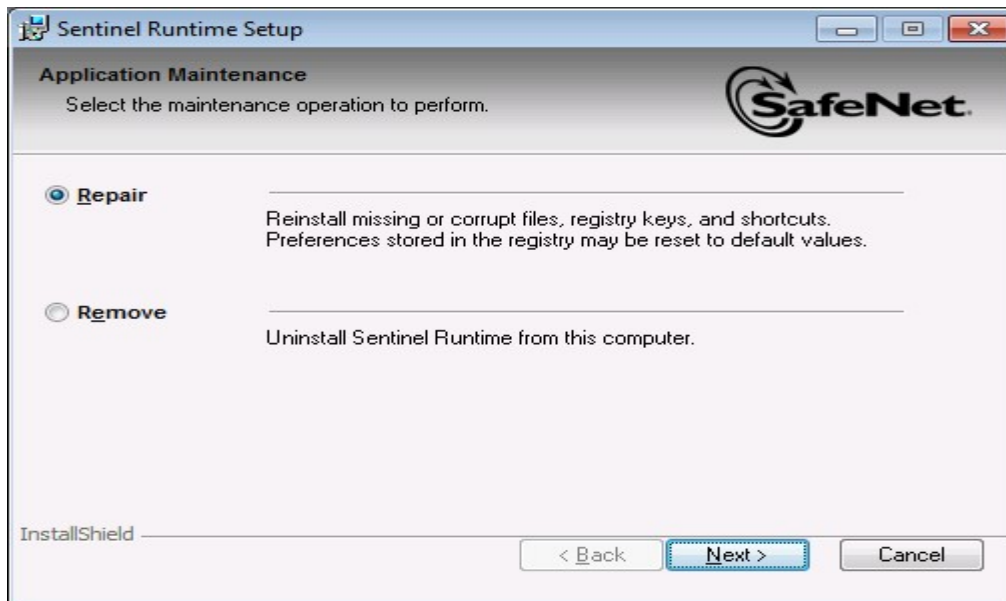 Sentinel Runtime Setup
Application Maintenance
Select the maintenance operation to perform.
SafeNet.
Repair
Reinstall missing or corrupt files, registry keys, and shortcuts.
Preferences stored in the registry may be reset to default values.
Remove
Uninstall Sentinel Runtime from this computer.
InstallShield
< Back
Next >
Cancel